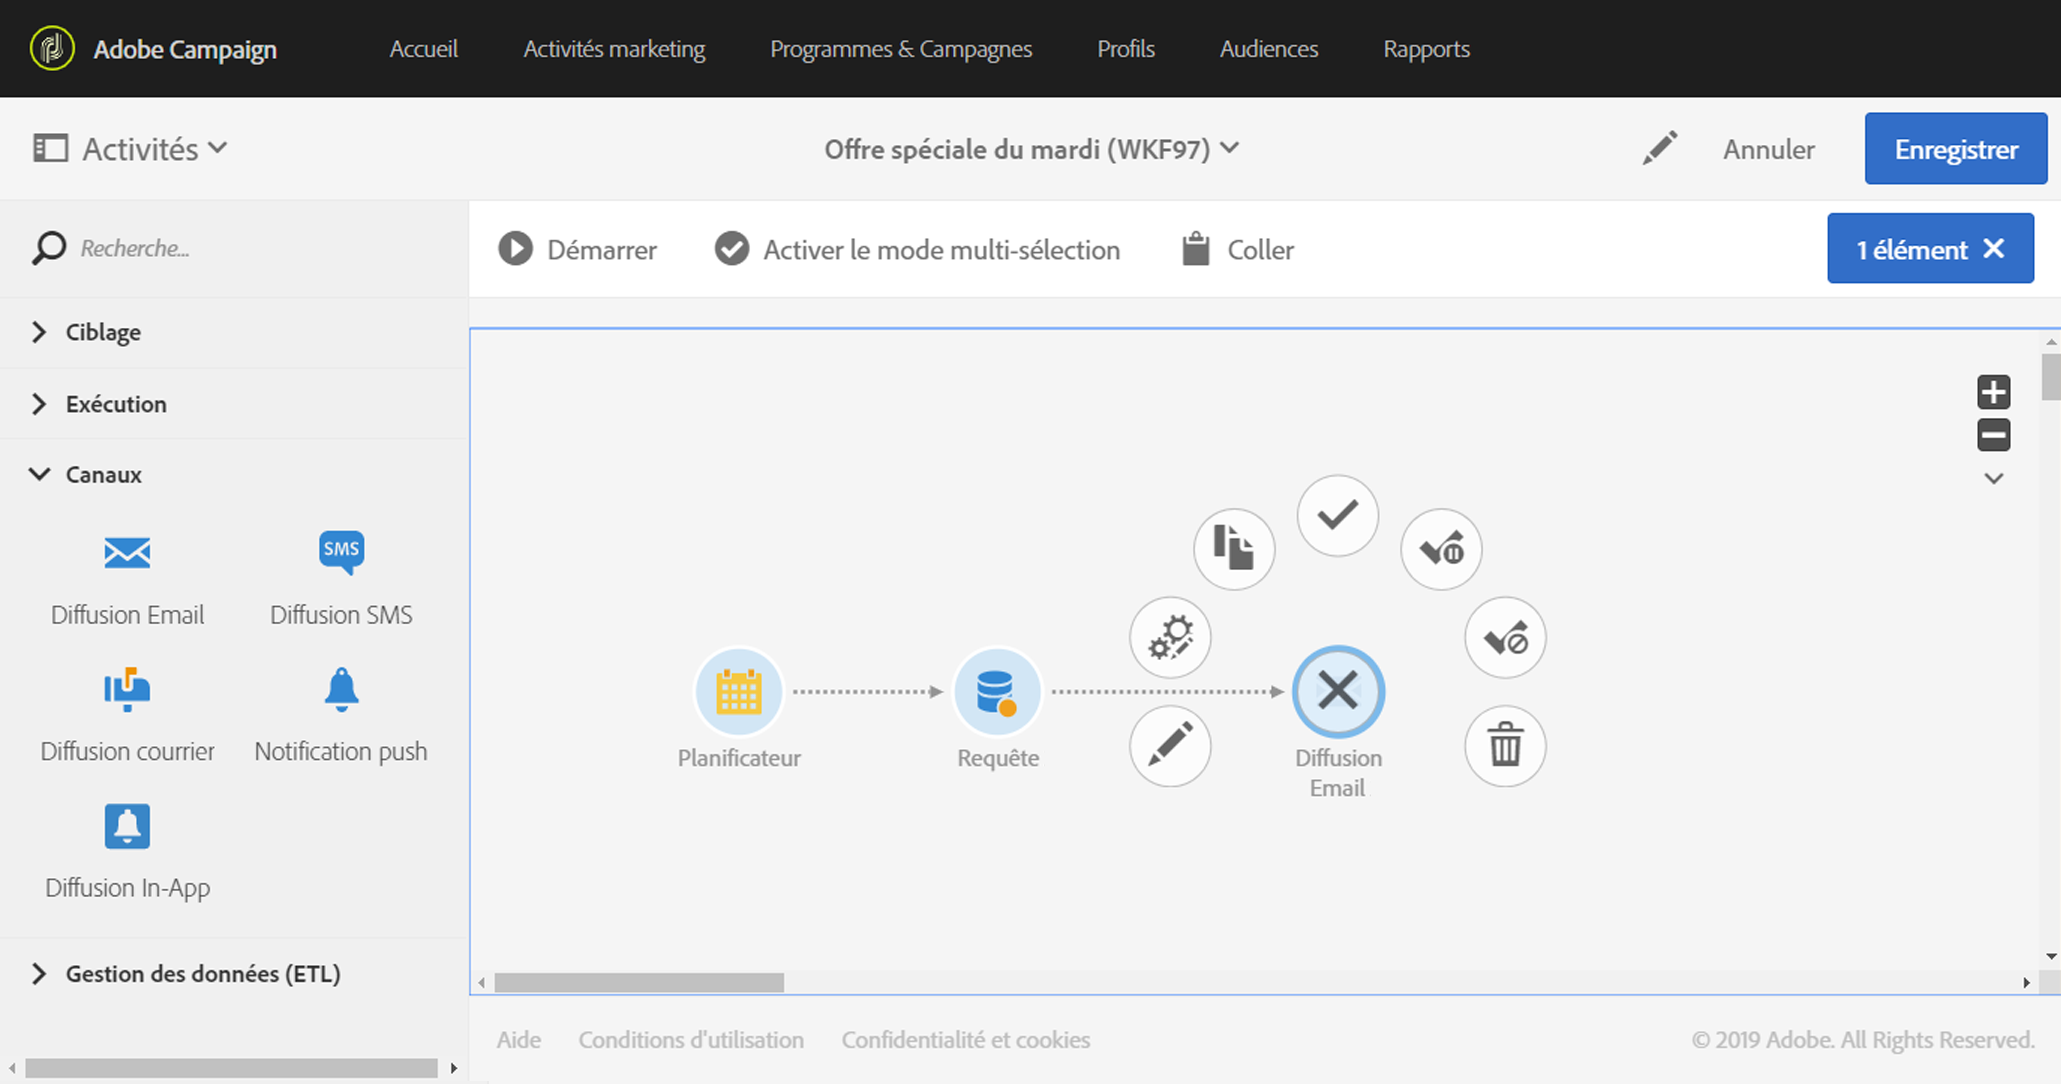 Adobe Campaign
Accueil
Activités marketing
Programmes & Campagnes
Profils
Audiences
Rapports
Activités
Offre spéciale du mardi (WKF97)
Annuler
Enregistrer
Recherche...
Démarrer
Activer le mode multi-sélection
Coller
1 élément
Ciblage
Exécution
Canaux
SMS
Diffusion Email
Diffusion SMS
Diffusion courrier
Notification push
Diffusion In-App
Gestion des données (ETL)
Planificateur
Requête
Diffusion
Email
Aide
Conditions d'utilisation
Confidentialité et cookies
© 2019 Adobe. All Rights Reserved.